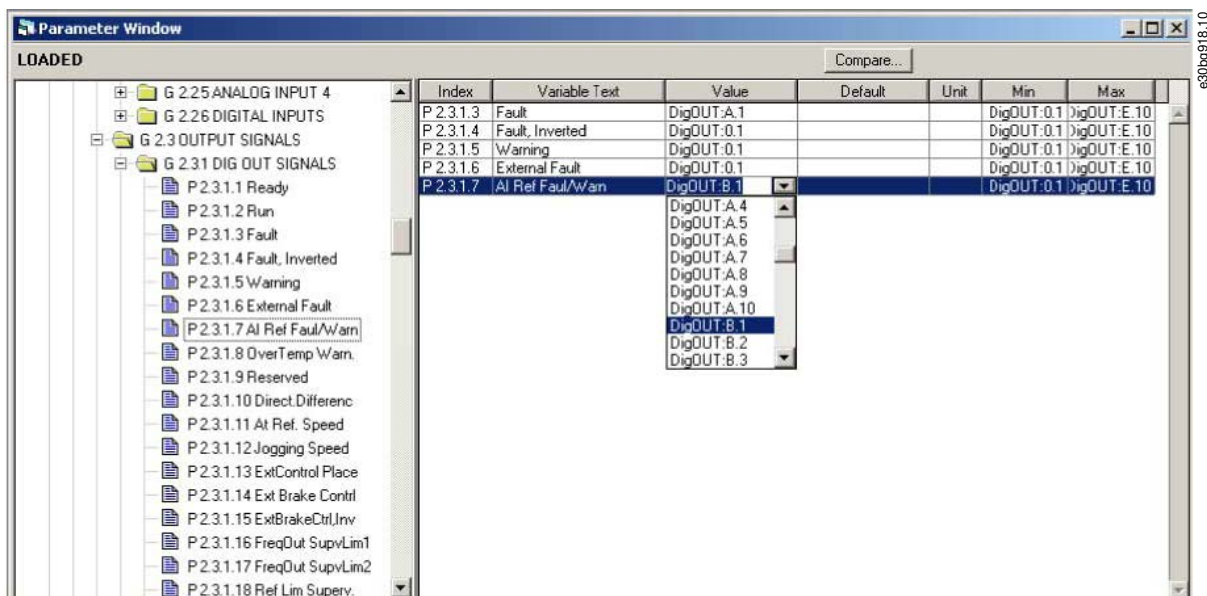 Parameter Window
LOADED
Compare...
e30bg918.10
G 2.25 ANALOG INPUT 4
G 2.26 DIGITAL INPUTS
G 2.3 OUTPUT SIGNALS
G 2.31 DIG OUT SIGNALS
P 2.3.1.1 Ready
P 2.3.1.2 Run
P 2.3.1.3 Fault
P 2.3.1.4 Fault, Inverted
P 2.3.1.5 Warning
P 2.3.1.6 External Fault
P 2.3.1.7 AI Ref Faul/Warn
P 2.3.1.8 OverTemp Warn.
P 2.3.1.9 Reserved
P 2.3.1.10 Direct.Differenc
P 2.3.1.11 At Ref. Speed
P 2.3.1.12 Jogging Speed
P 2.3.1.13 ExtControl Place
P 2.3.1.14 Ext Brake Contrl
P 2.3.1.15 ExtBrakeCtrl,Inv
P 2.3.1.16 FreqOut SupvLim1
P 2.3.1.17 FreqOut SupvLim2
P 2.3.1.18 Ref Lim Superv.
Index Variable Text Value Default Unit Min Max
P 2.3.1.3 Fault DigOUT:A.1 DigOUT:0.1 DigOUT:E.10
P 2.3.1.4 Fault, Inverted DigOUT:0.1 DigOUT:0.1 DigOUT:E.10
P 2.3.1.5 Warning DigOUT:0.1 DigOUT:0.1 DigOUT:E.10
P 2.3.1.6 External Fault DigOUT:0.1 DigOUT:0.1 DigOUT:E.10
P 2.3.1.7 AI Ref Faul/Warn DigOUT:B.1 DigOUT:0.1 DigOUT:E.10
DigOUT:A.4
DigOUT:A.5
DigOUT:A.6
DigOUT:A.7
DigOUT:A.8
DigOUT:A.9
DigOUT:A.10
DigOUT:B.1
DigOUT:B.2
DigOUT:B.3